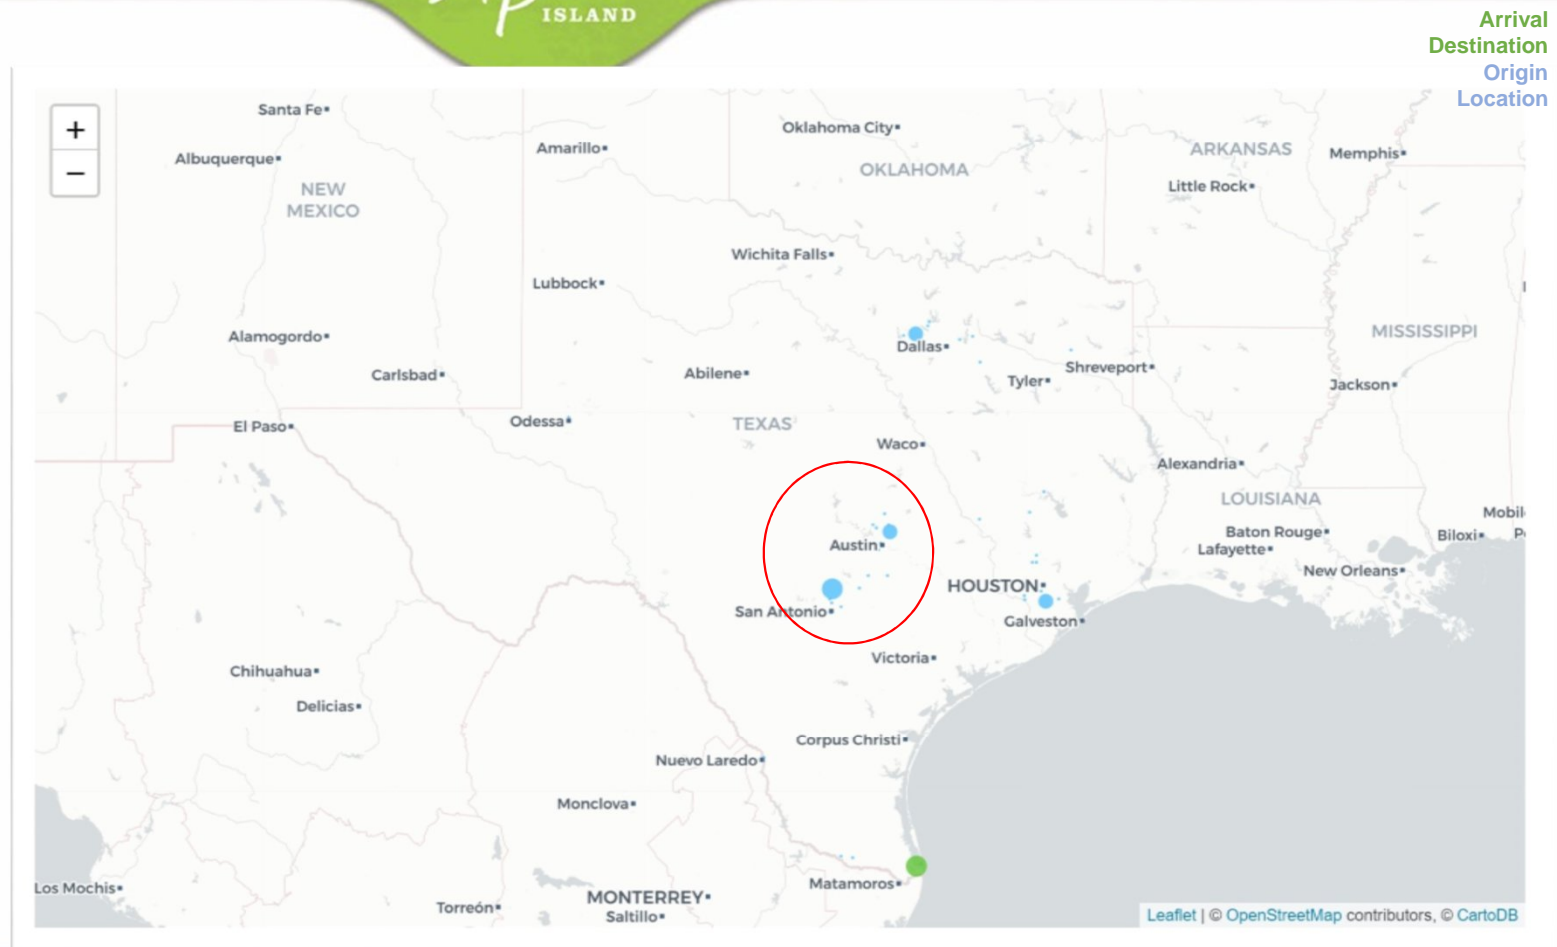 ISLAND
Arrival
Destination
Origin
Location
+
−
Santa Fe
Oklahoma City
Amarillo
ARKANSAS
Memphis
Albuquerque
OKLAHOMA
Little Rock
NEW
MEXICO
Wichita Falls
Lubbock
Alamogordo
MISSISSIPPI
Dallas
Carlsbad
Abilene
Shreveport
Tyler
Jackson
Odessa
TEXAS
El Paso
Waco
Alexandria
LOUISIANA
Mobil
Baton Rouge
Biloxi
P
Austin
Lafayette
New Orleans
HOUSTON
San Antonio
Galveston
Victoria
Chihuahua
Delicias
Corpus Christi
Nuevo Laredo
Monclova
Matamoros
Los Mochis
MONTERREY
Torreón
Saltillo
Leaflet | © OpenStreetMap contributors, © CartoDB